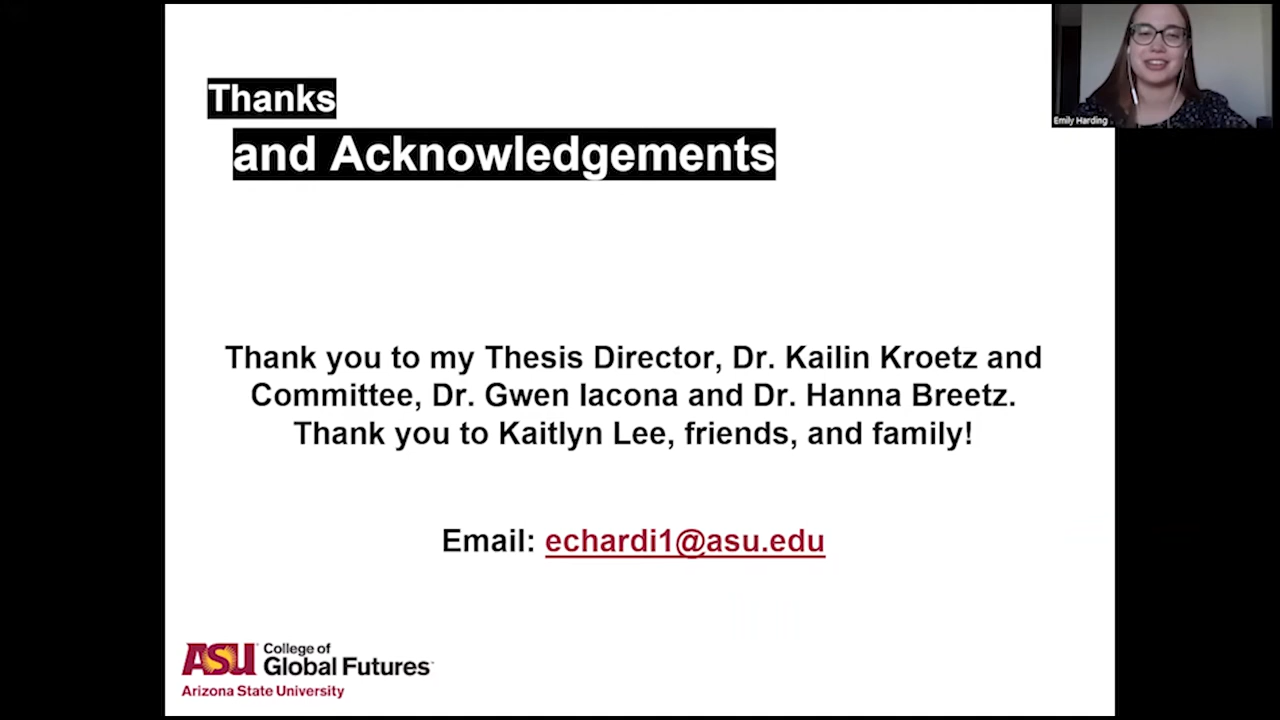 Thanks
and Acknowledgements
Emily Harding
Thank you to my Thesis Director, Dr. Kailin Kroetz and
Committee, Dr. Gwen Iacona and Dr. Hanna Breetz.
Thank you to Kaitlyn Lee, friends, and family!
Email: echardi1@asu.edu
ASU College of
Global Futures
Arizona State University